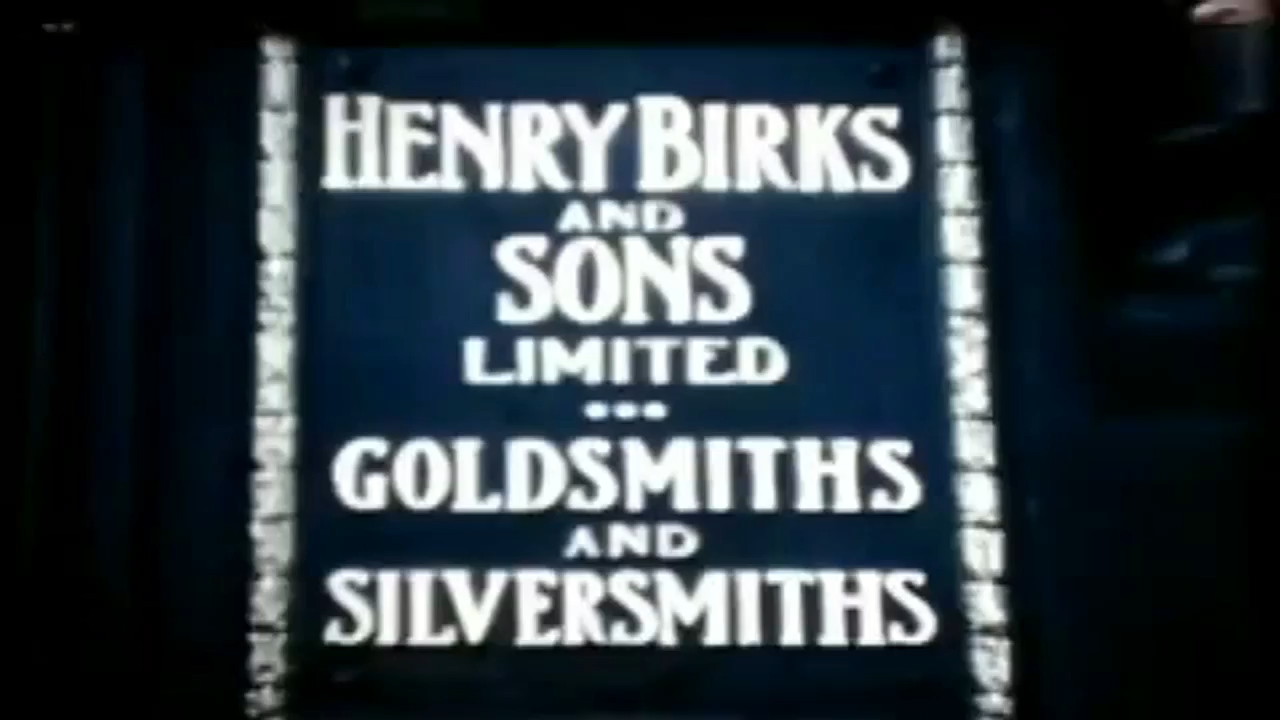 HENRY BIRKS
AND
SONS
LIMITED
...
GOLDSMITHS
AND
SILVERSMITHS